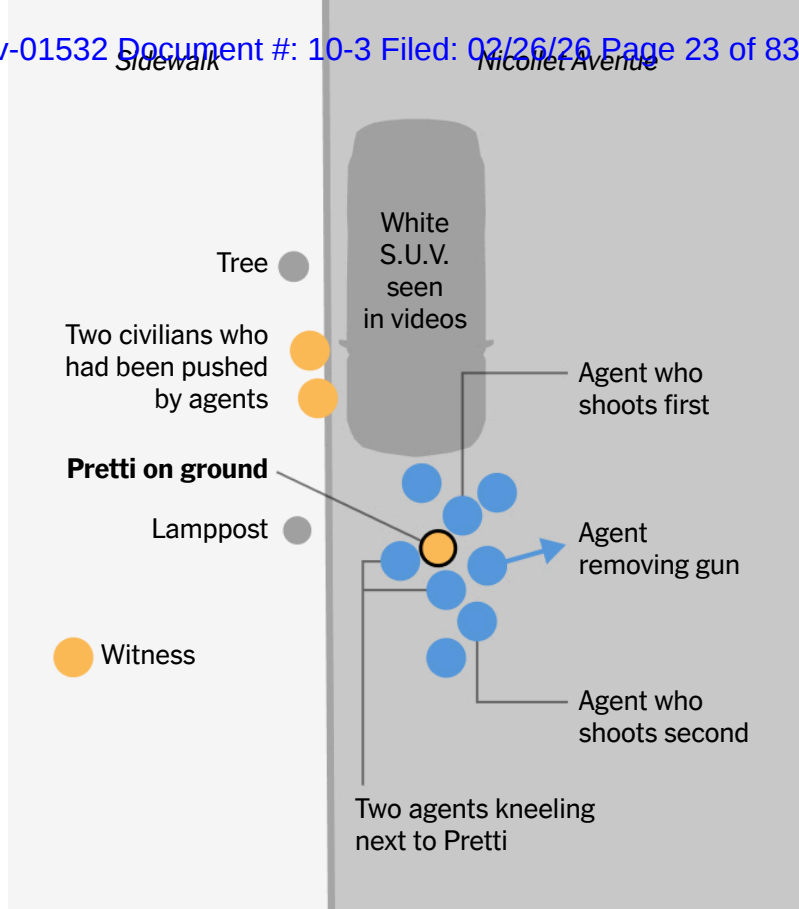 v-01532 Document #: 10-3 Filed: 02/26/26 Page 23 of 83
Sidewalk
Nicollet Avenue
White
S.U.V.
seen
in videos
Tree
Two civilians who
had been pushed
by agents
Agent who
shoots first
Pretti on ground
Lamppost
Agent
removing gun
Witness
Agent who
shoots second
Two agents kneeling
next to Pretti